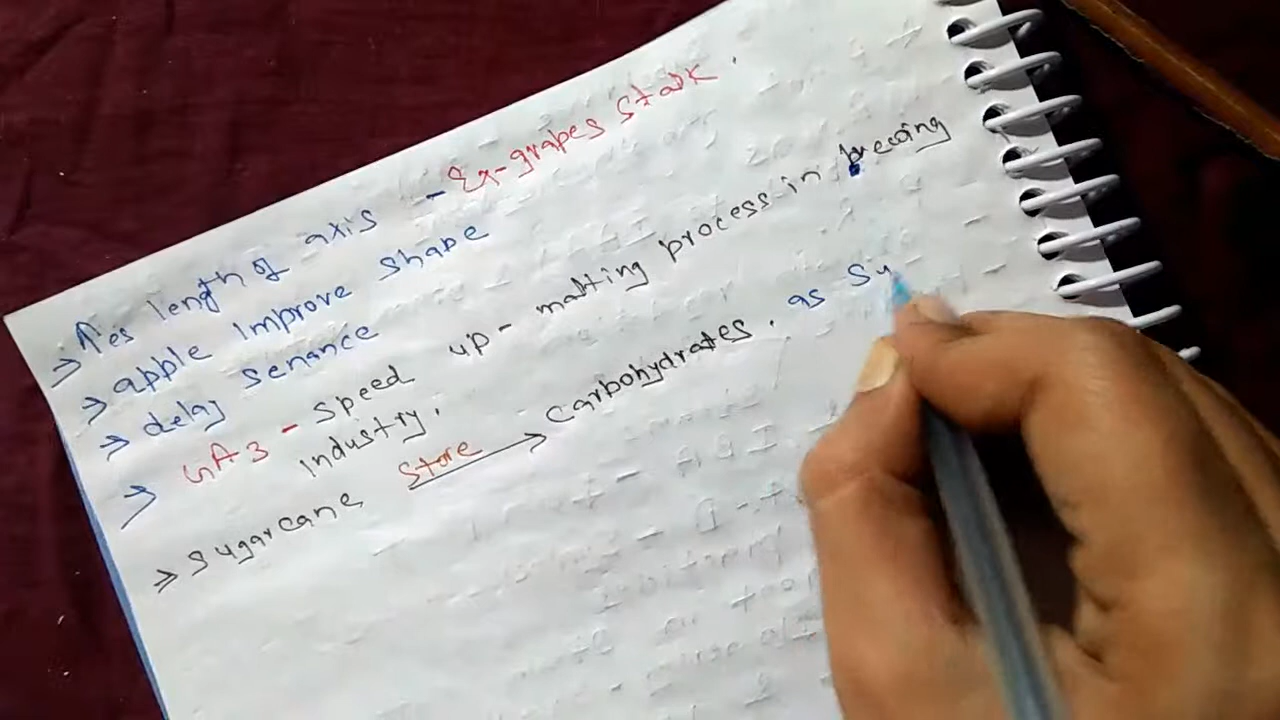 → ↑es length of axis - Ex-grapes stalk.
→ apple improve shape
→ delay senance
→ GA3 - speed up - malting process in brewing
industry.
→ sugarcane store → carbohydrates. as Su